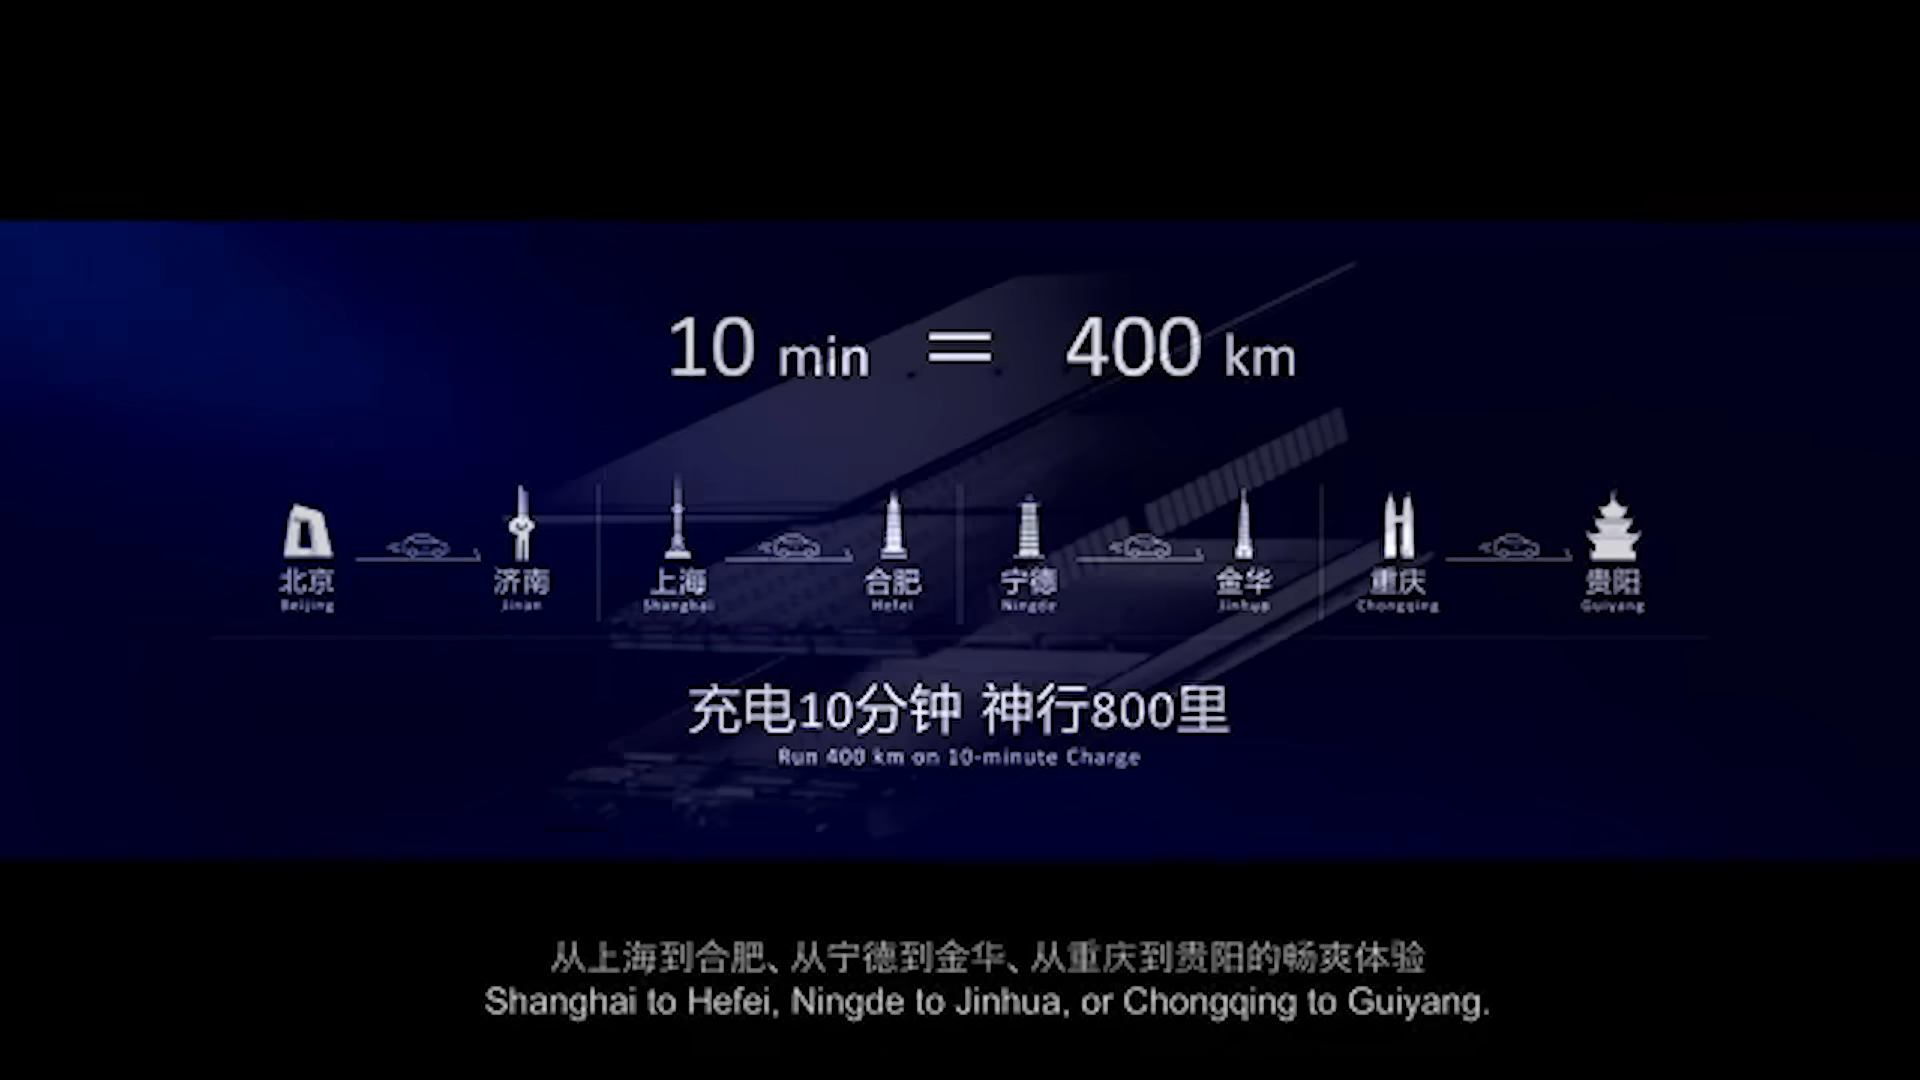 10 min = 400 km
北京 济南 上海 合肥 宁德 金华 重庆 贵阳
Beijing Jinan Shanghai Hefei Ningde Jinhua Chongqing Guiyang
充电10分钟 神行800里
Run 400 km on 10-minute Charge
从上海到合肥、从宁德到金华、从重庆到贵阳的畅爽体验
Shanghai to Hefei, Ningde to Jinhua, or Chongqing to Guiyang.